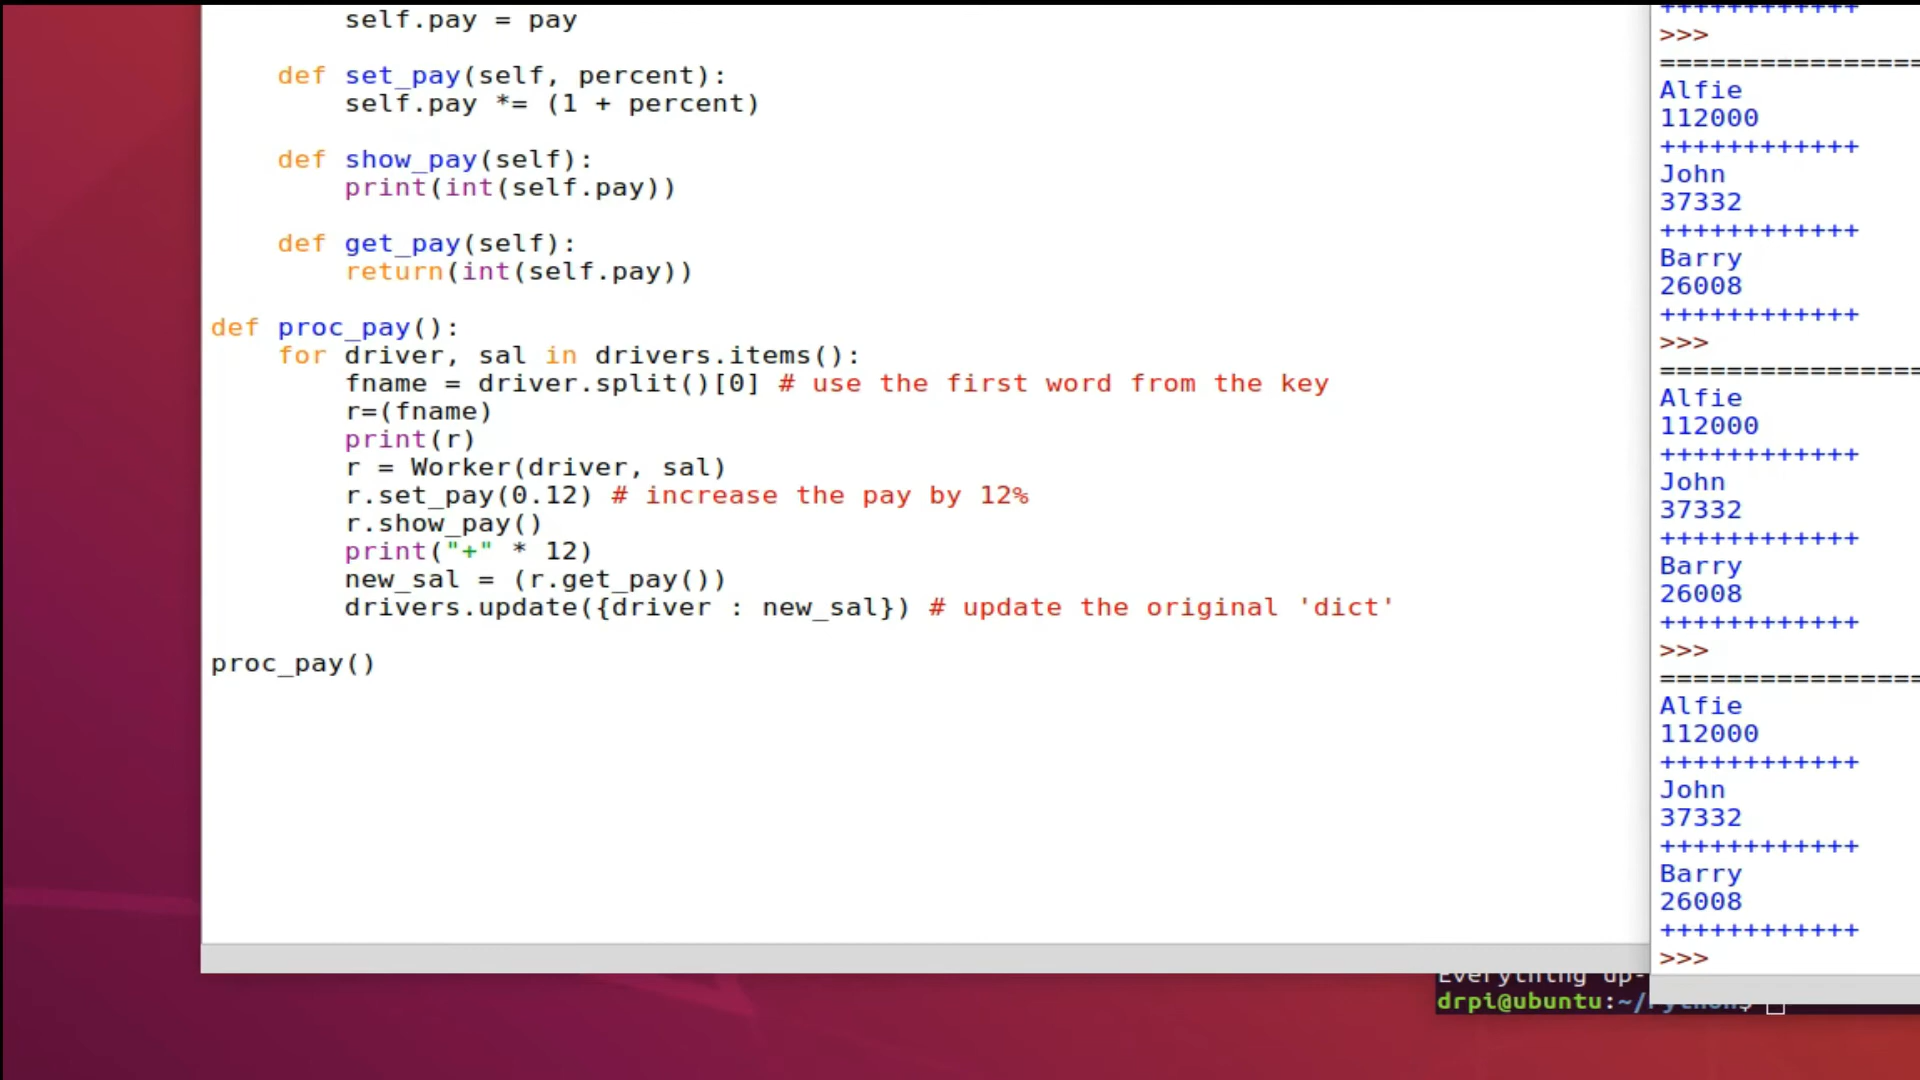 self.pay = pay
def set_pay(self, percent):
self.pay *= (1 + percent)
def show_pay(self):
print(int(self.pay))
def get_pay(self):
return(int(self.pay))
def proc_pay():
for driver, sal in drivers.items():
fname = driver.split()[0] # use the first word from the key
r=(fname)
print(r)
r = Worker(driver, sal)
r.set_pay(0.12) # increase the pay by 12%
r.show_pay()
print("+" * 12)
new_sal = (r.get_pay())
drivers.update({driver : new_sal}) # update the original 'dict'
proc_pay()
++++++++++++
>>>
================
Alfie
112000
++++++++++++
John
37332
++++++++++++
Barry
26008
++++++++++++
>>>
================
Alfie
112000
++++++++++++
John
37332
++++++++++++
Barry
26008
++++++++++++
>>>
================
Alfie
112000
++++++++++++
John
37332
++++++++++++
Barry
26008
++++++++++++
>>>
Everything up-
drpi@ubuntu:~/Python$